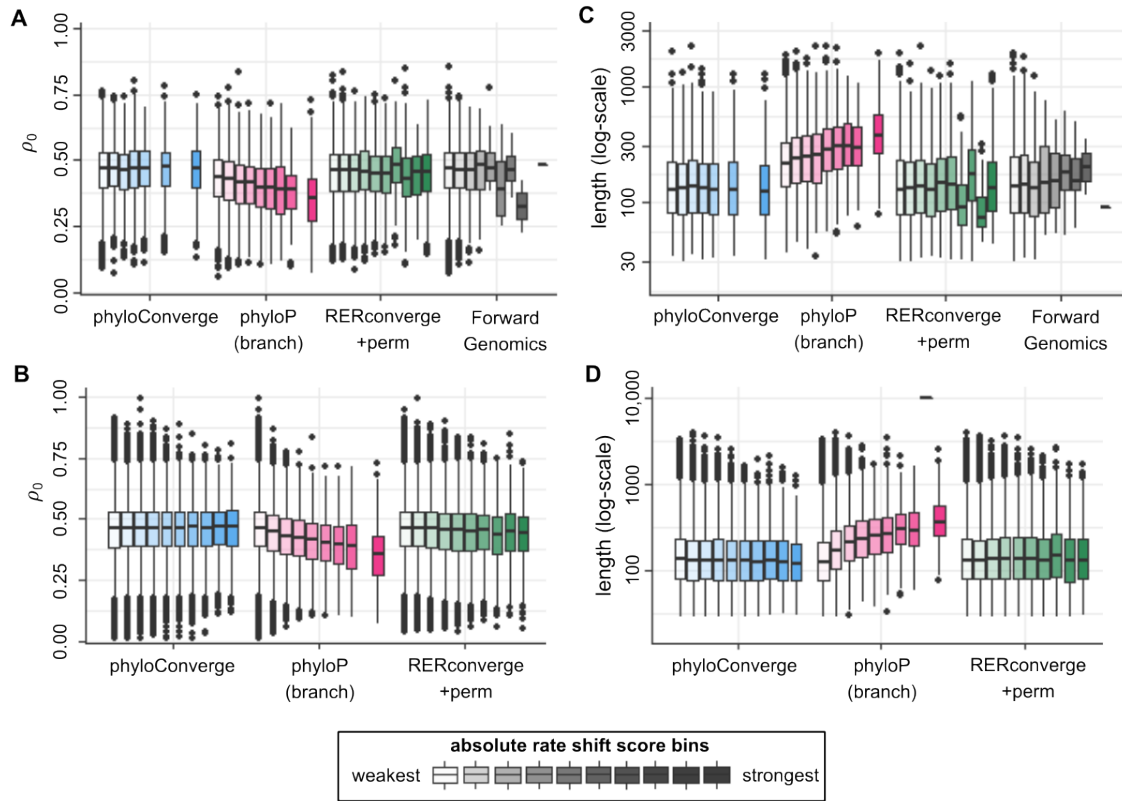 A
ρ0
1.00
0.75
0.50
0.25
0.00
phyloConverge
phyloP
(branch)
RERconverge
+perm
Forward
Genomics
C
length (log-scale)
3000
1000
300
100
30
phyloConverge
phyloP
(branch)
RERconverge
+perm
Forward
Genomics
B
ρ0
1.00
0.75
0.50
0.25
0.00
phyloConverge
phyloP
(branch)
RERconverge
+perm
D
length (log-scale)
10,000
1000
100
phyloConverge
phyloP
(branch)
RERconverge
+perm
absolute rate shift score bins
weakest
strongest